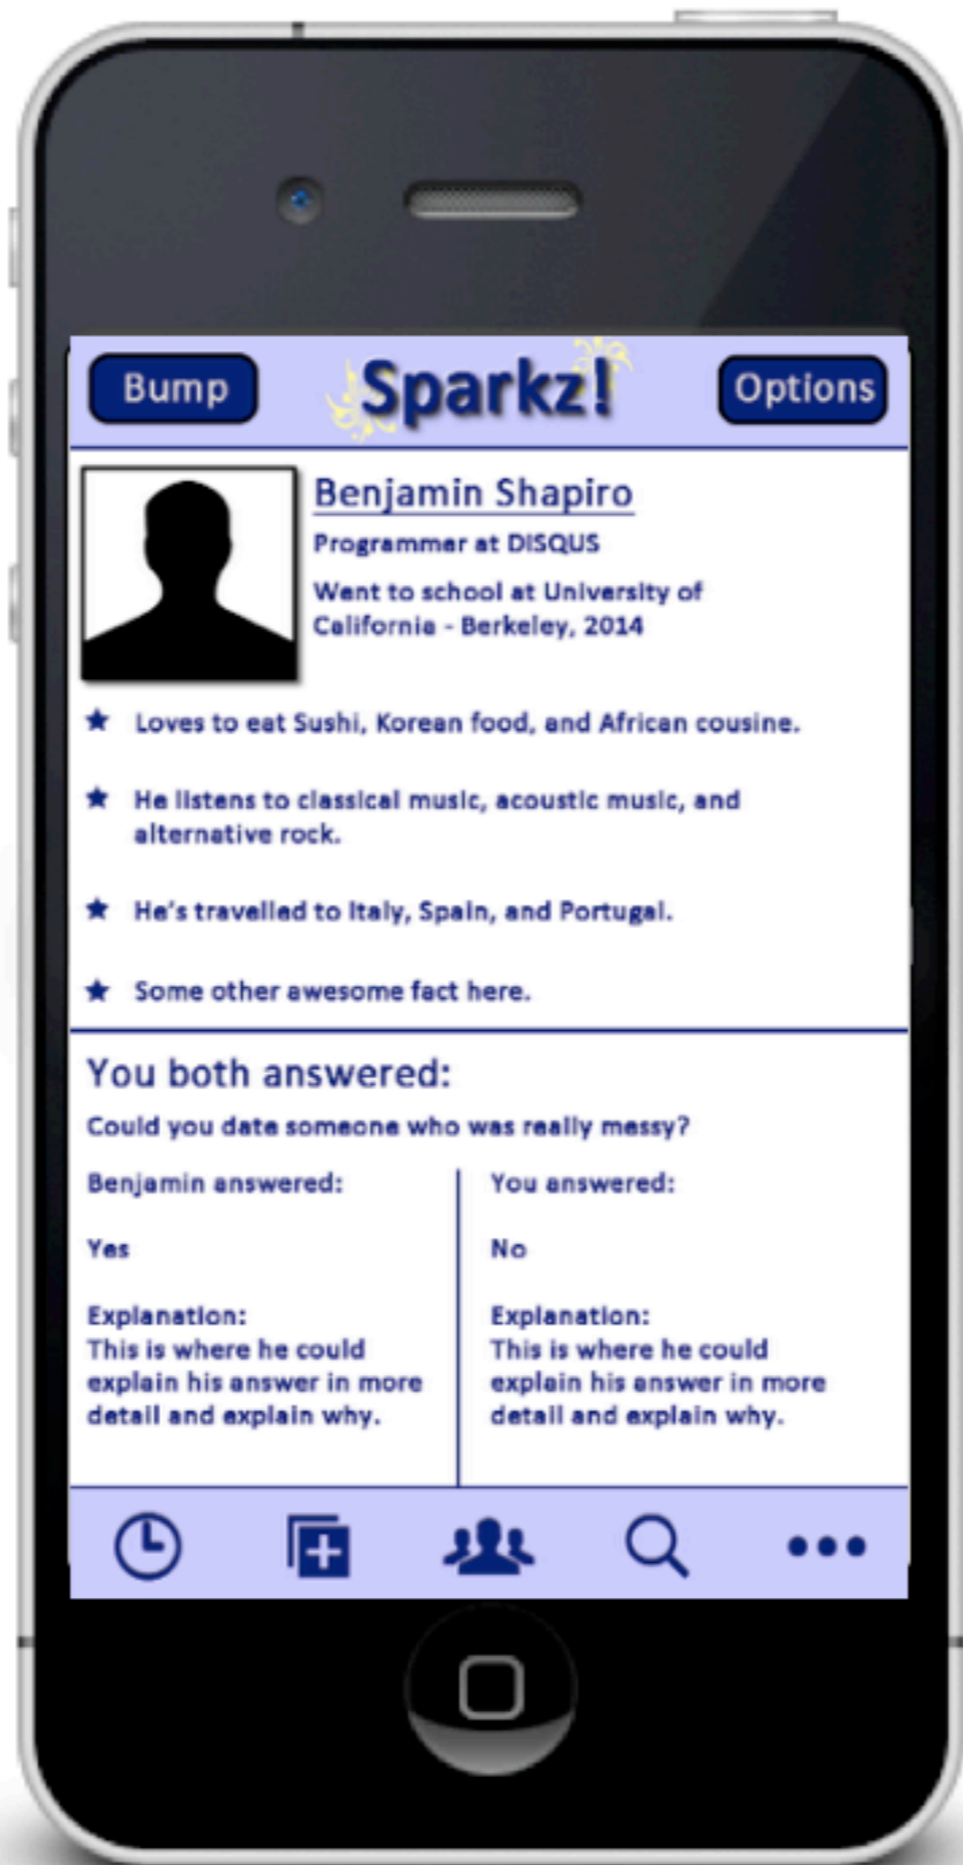 Bump
Sparkz!
Options
Benjamin Shapiro
Programmer at DISQUS
Went to school at University of
California - Berkeley, 2014
★ Loves to eat Sushi, Korean food, and African cousine.
★ He listens to classical music, acoustic music, and
alternative rock.
★ He's travelled to Italy, Spain, and Portugal.
★ Some other awesome fact here.
You both answered:
Could you date someone who was really messy?
Benjamin answered:
Yes
Explanation:
This is where he could
explain his answer in more
detail and explain why.
You answered:
No
Explanation:
This is where he could
explain his answer in more
detail and explain why.